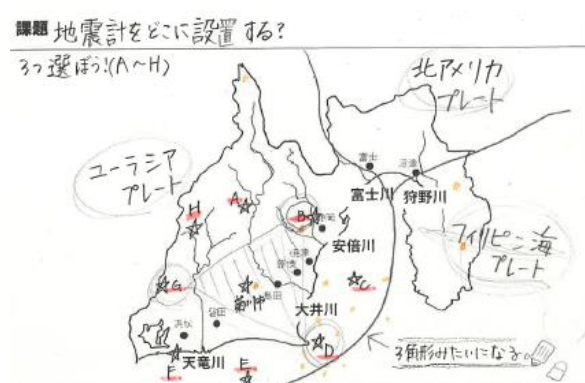 課題 地震計をどこに設置する?
3つ選ぼう!(A～H)
北アメリカ
プレート
ユーラシア
プレート
富士
沼津
富士川
狩野川
H
A
B
安倍川
フィリピン海
プレート
G
C
島田
大井川
磐田
浜松
D
3角形みたいになる。
天竜川
F
E